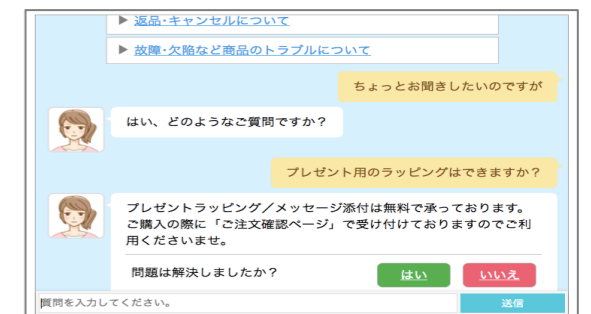 ▶ 返品・キャンセルについて
▶ 故障・欠陥など商品のトラブルについて
ちょっとお聞きしたいのですが
はい、どのようなご質問ですか？
プレゼント用のラッピングはできますか？
プレゼントラッピング／メッセージ添付は無料で承っております。
ご購入の際に「ご注文確認ページ」で受け付けておりますのでご利
用くださいませ。
問題は解決しましたか？
はい
いいえ
質問を入力してください。
送信